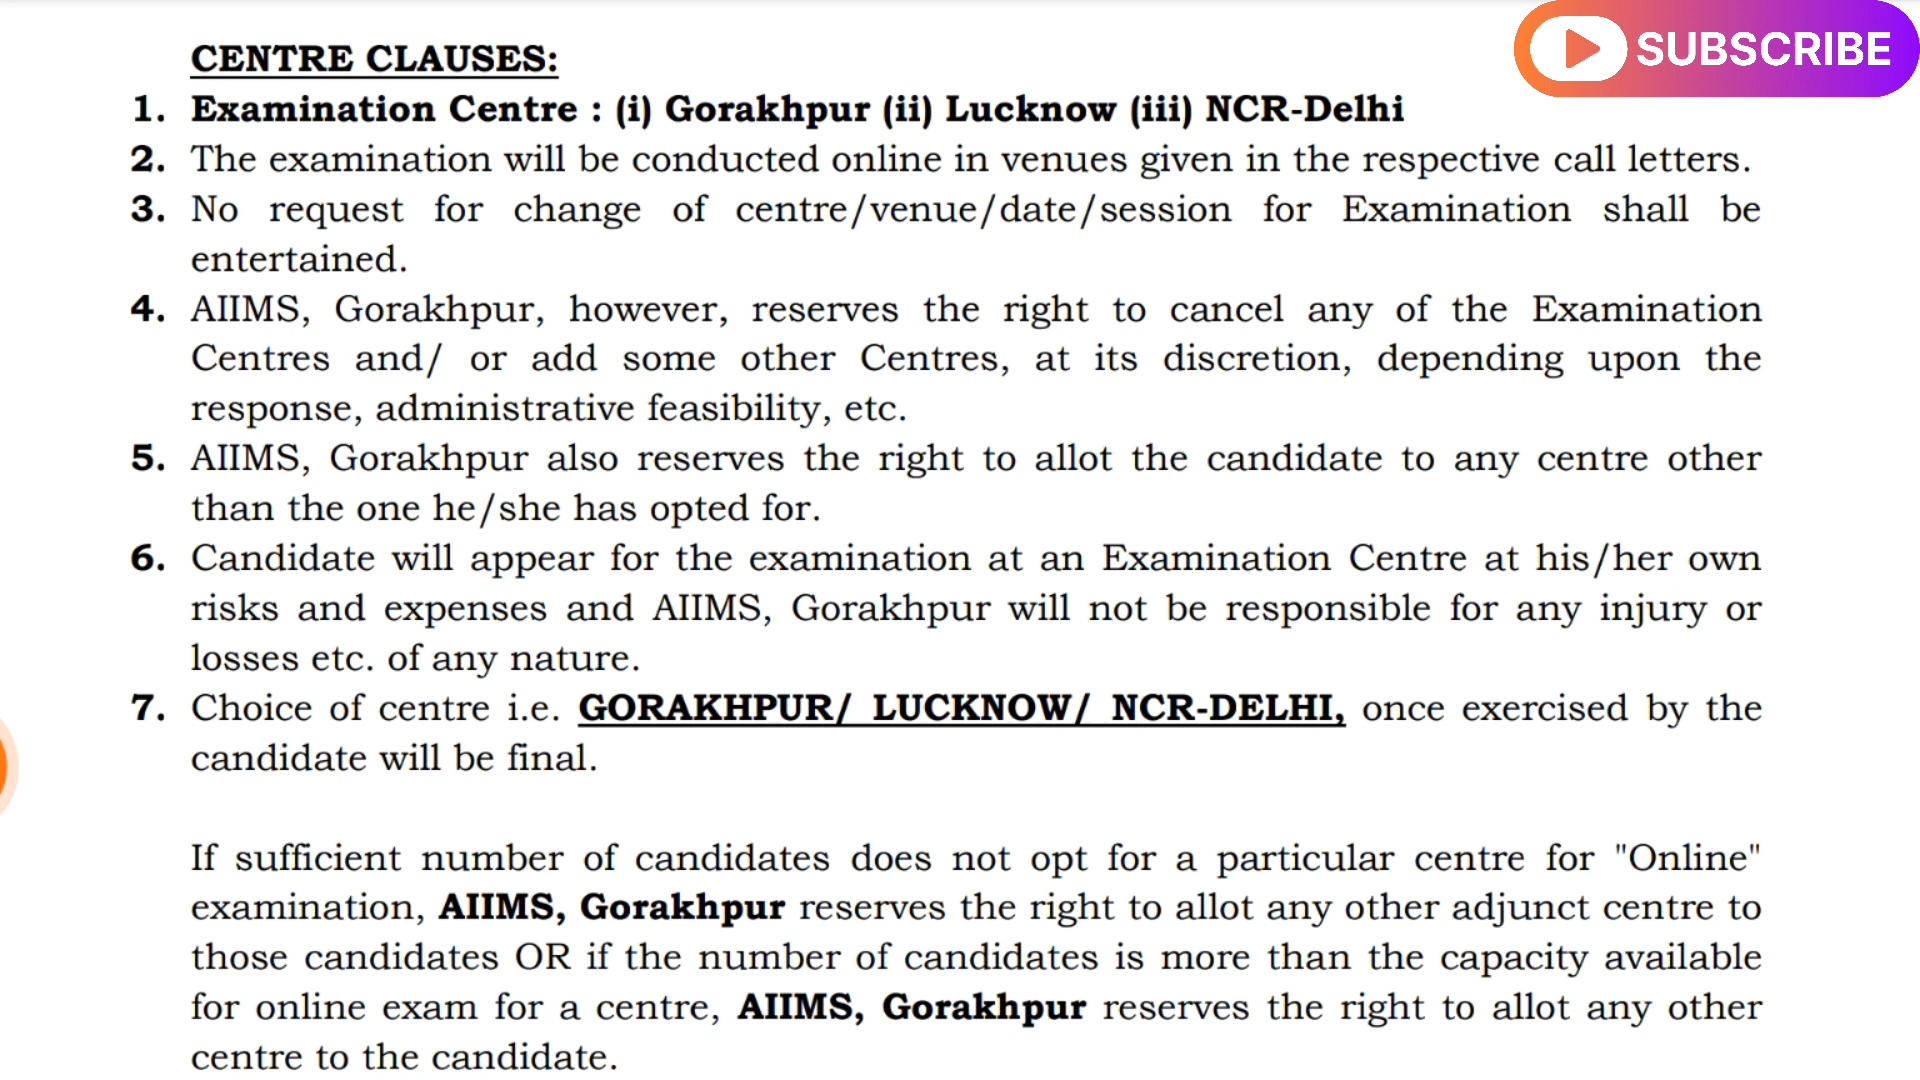 SUBSCRIBE
CENTRE CLAUSES:
1. Examination Centre : (i) Gorakhpur (ii) Lucknow (iii) NCR-Delhi
2. The examination will be conducted online in venues given in the respective call letters.
3. No request for change of centre/venue/date/session for Examination shall be
entertained.
4. AIIMS, Gorakhpur, however, reserves the right to cancel any of the Examination
Centres and/ or add some other Centres, at its discretion, depending upon the
response, administrative feasibility, etc.
5. AIIMS, Gorakhpur also reserves the right to allot the candidate to any centre other
than the one he/she has opted for.
6. Candidate will appear for the examination at an Examination Centre at his/her own
risks and expenses and AIIMS, Gorakhpur will not be responsible for any injury or
losses etc. of any nature.
7. Choice of centre i.e. GORAKHPUR/ LUCKNOW/ NCR-DELHI, once exercised by the
candidate will be final.
If sufficient number of candidates does not opt for a particular centre for "Online"
examination, AIIMS, Gorakhpur reserves the right to allot any other adjunct centre to
those candidates OR if the number of candidates is more than the capacity available
for online exam for a centre, AIIMS, Gorakhpur reserves the right to allot any other
centre to the candidate.